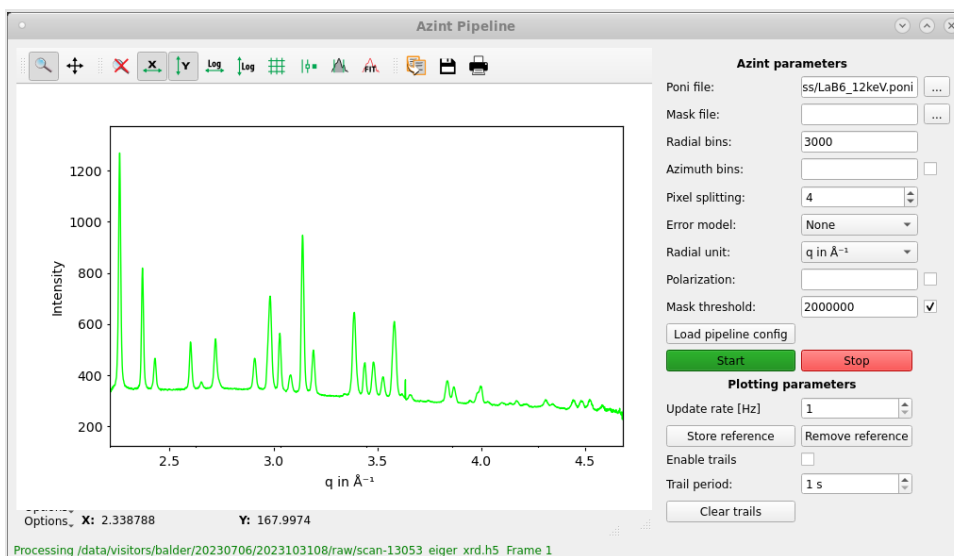 Azint Pipeline
X Y Log Log FIT
Azint parameters
Poni file: ss/LaB6_12keV.poni ...
Mask file: ...
Radial bins: 3000
Azimuth bins:
Pixel splitting: 4
Error model: None
Radial unit: q in Å⁻¹
Polarization:
Mask threshold: 2000000
Load pipeline config
Start Stop
Plotting parameters
Update rate [Hz] 1
Store reference Remove reference
Enable trails
Trail period: 1 s
Clear trails
1200
1000
800
600
400
200
Intensity
2.5 3.0 3.5 4.0 4.5
q in Å⁻¹
Options
Options X: 2.338788 Y: 167.9974
Processing /data/visitors/balder/20230706/2023103108/raw/scan-13053_eiger_xrd.h5 Frame 1